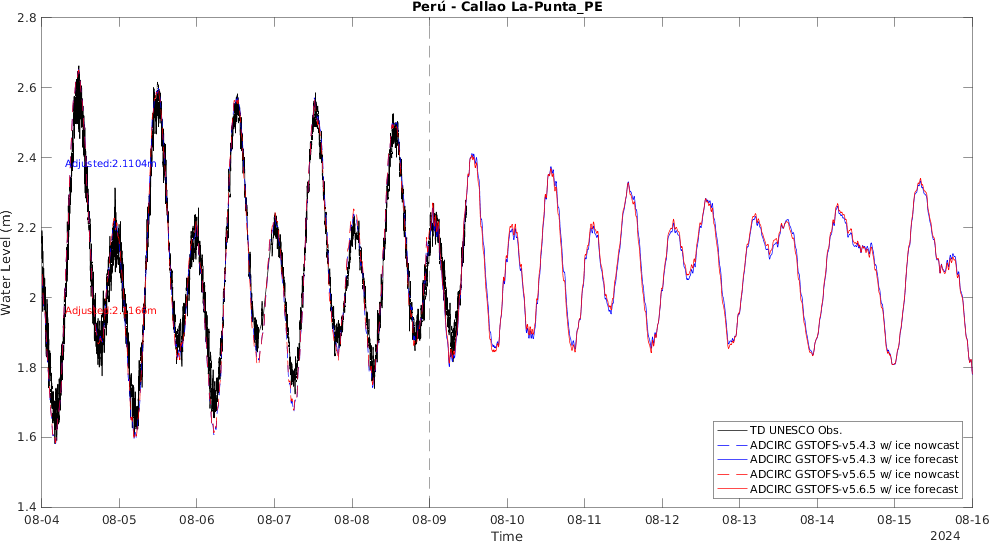 Perú - Callao La-Punta_PE
2.8
2.6
2.4
2.2
2
1.8
1.6
1.4
Water Level (m)
Adjusted:2.1104m
TD UNESCO Obs.
ADCIRC GSTOFS-v5.4.3 w/ ice nowcast
ADCIRC GSTOFS-v5.4.3 w/ ice forecast
ADCIRC GSTOFS-v5.6.5 w/ ice nowcast
ADCIRC GSTOFS-v5.6.5 w/ ice forecast
08-04 08-05 08-06 08-07 08-08 08-09 08-10 08-11 08-12 08-13 08-14 08-15 08-16
Time
2024